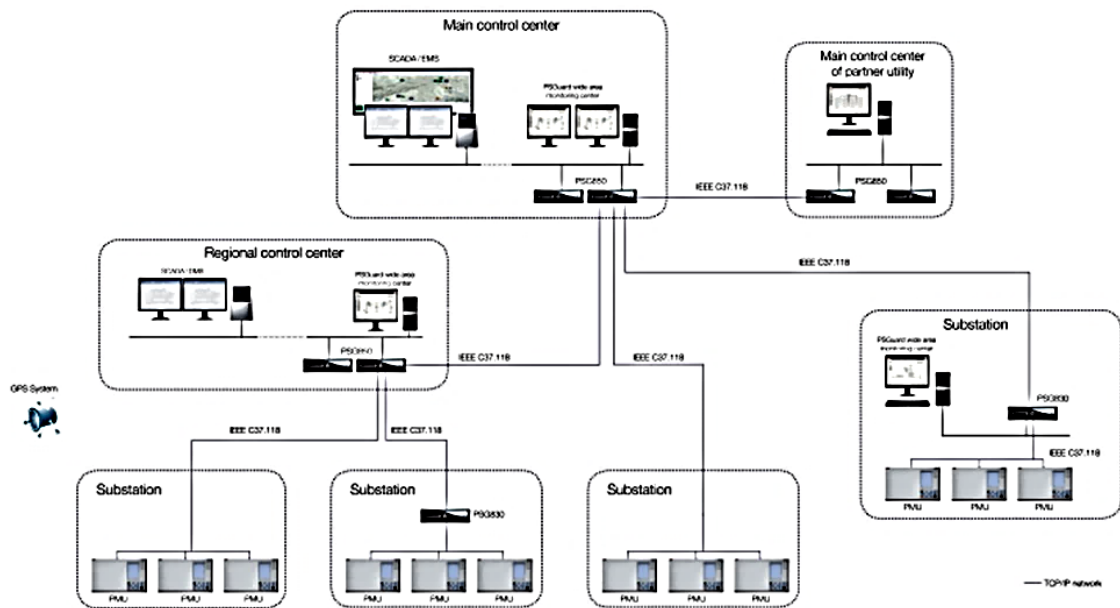 Main control center
SCADA / EMS
PSGuard wide area
monitoring center
PSG850
IEEE C37.118
Main control center
of partner utility
PSG850
Regional control center
SCADA / EMS
PSGuard wide area
monitoring center
PSG850
IEEE C37.118
IEEE C37.118
IEEE C37.118
Substation
PSGuard wide area
monitoring center
PSG830
IEEE C37.118
PMU
PMU
PMU
GPS System
IEEE C37.118
IEEE C37.118
Substation
PMU
PMU
PMU
Substation
PSG830
PMU
PMU
PMU
Substation
PMU
PMU
PMU
TCP/IP network